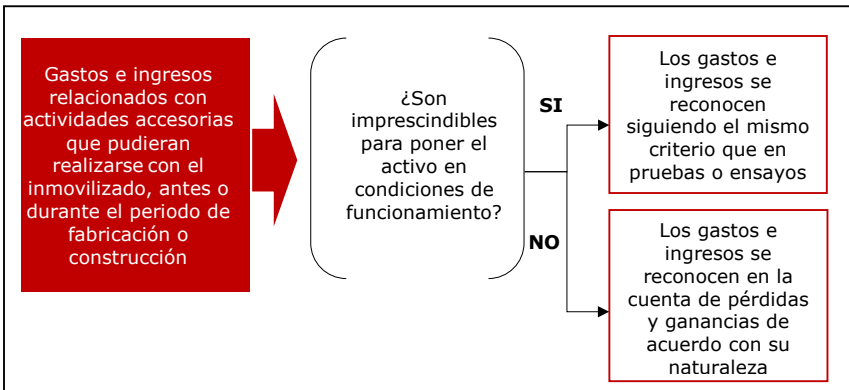 Gastos e ingresos
relacionados con
actividades accesorias
que pudieran
realizarse con el
inmovilizado, antes o
durante el periodo de
fabricación o
construcción
¿Son
imprescindibles
para poner el
activo en
condiciones de
funcionamiento?
SI
NO
Los gastos e
ingresos se
reconocen
siguiendo el mismo
criterio que en
pruebas o ensayos
Los gastos e
ingresos se
reconocen en la
cuenta de pérdidas
y ganancias de
acuerdo con su
naturaleza